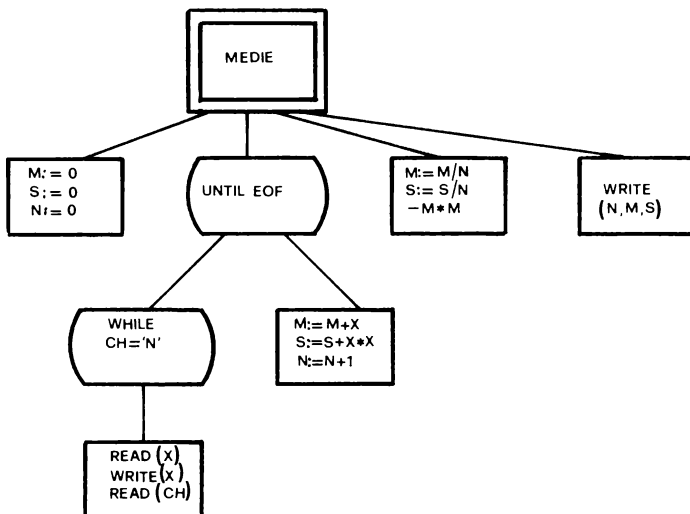 MEDIE
M:= 0
S:= 0
N:= 0
UNTIL EOF
M:= M/N
S:= S/N
-M*M
WRITE
(N,M,S)
WHILE
CH='N'
M:= M+X
S:=S+X*X
N:=N+1
READ(X)
WRITE(X)
READ(CH)